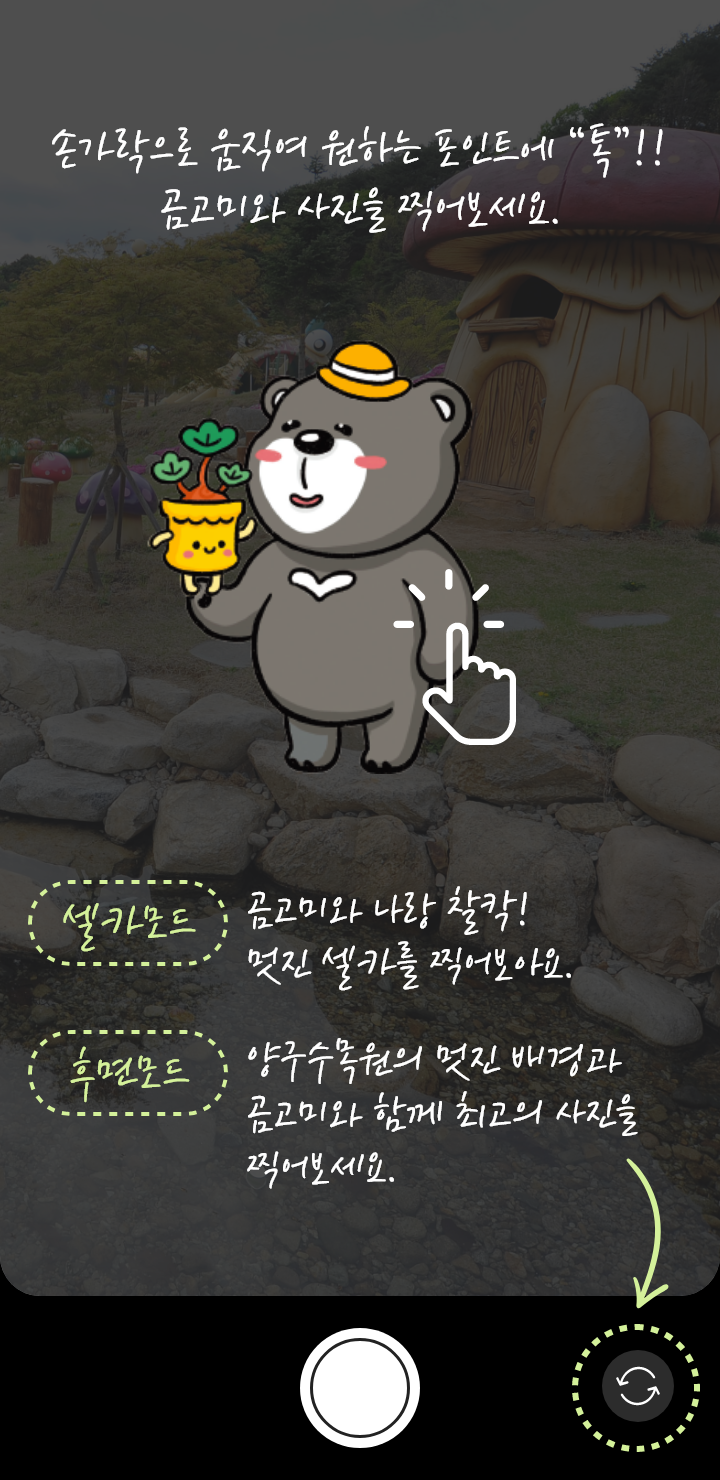 손가락으로 움직여 원하는 포인트에 “톡”!!
곰고미와 사진을 찍어보세요.
셀카모드
곰고미와 나랑 찰칵!
멋진 셀카를 찍어보아요.
후면모드
양구수목원의 멋진 배경과
곰고미와 함께 최고의 사진을
찍어보세요.